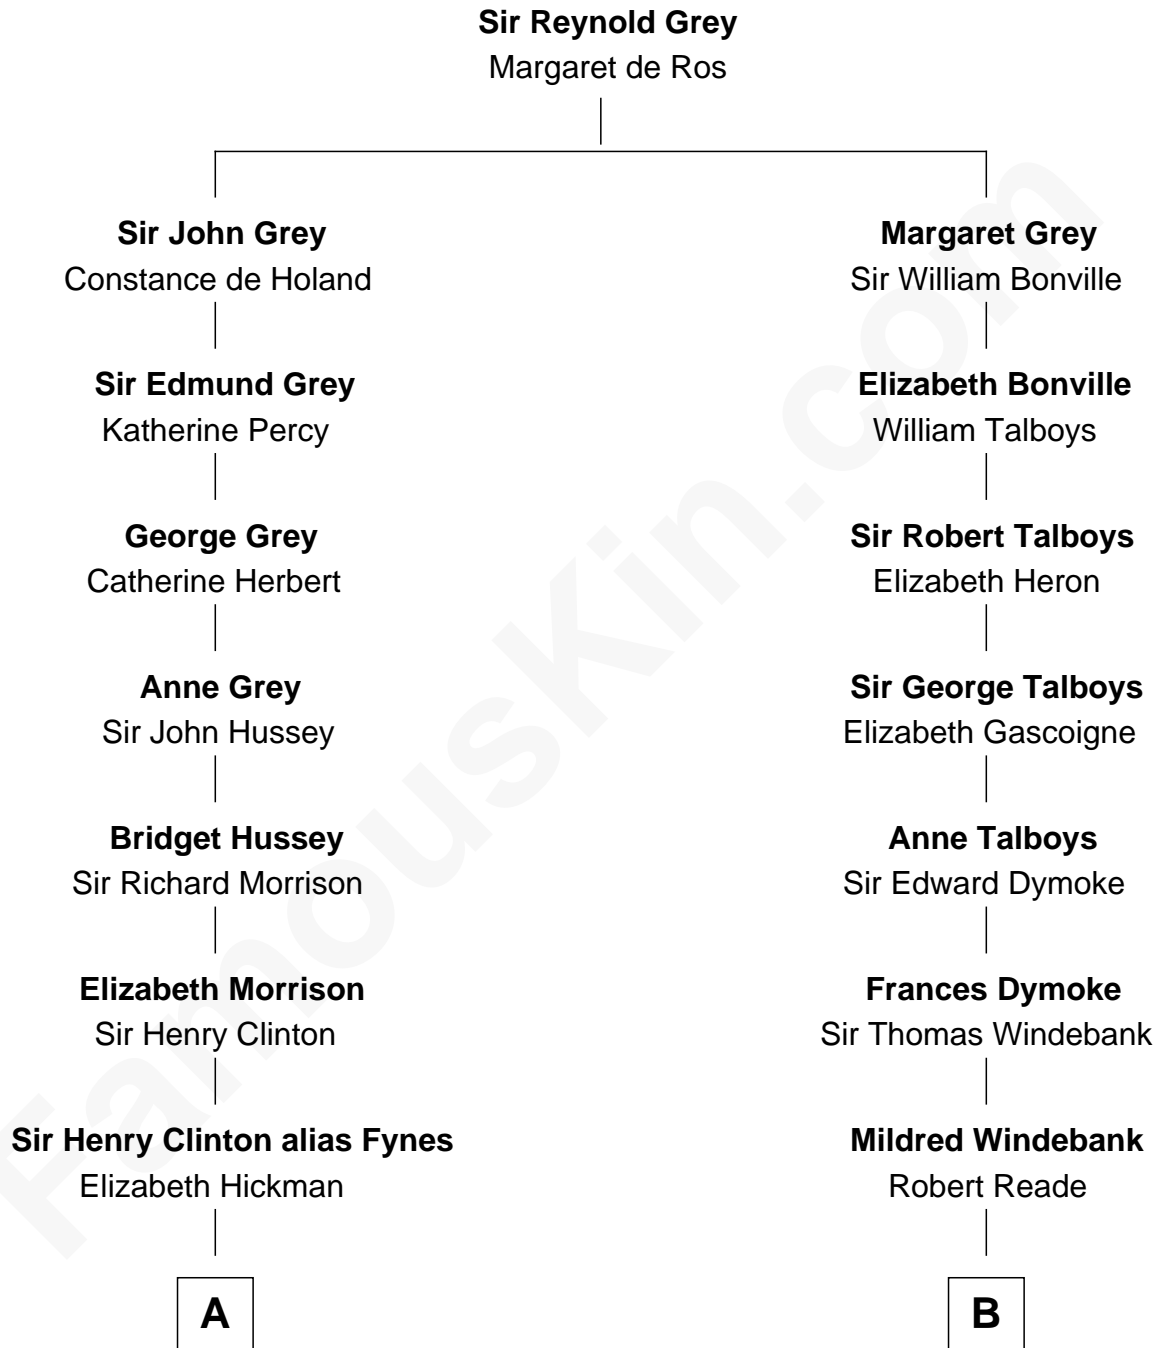 Sir Reynold Grey
Margaret de Ros
Sir John Grey
Constance de Holand
Margaret Grey
Sir William Bonville
Sir Edmund Grey
Katherine Percy
Elizabeth Bonville
William Talboys
George Grey
Catherine Herbert
Sir Robert Talboys
Elizabeth Heron
Anne Grey
Sir John Hussey
Sir George Talboys
Elizabeth Gascoigne
Bridget Hussey
Sir Richard Morrison
Anne Talboys
Sir Edward Dymoke
Elizabeth Morrison
Sir Henry Clinton
Frances Dymoke
Sir Thomas Windebank
Sir Henry Clinton alias Fynes
Elizabeth Hickman
Mildred Windebank
Robert Reade
A
B
FamousKin.com